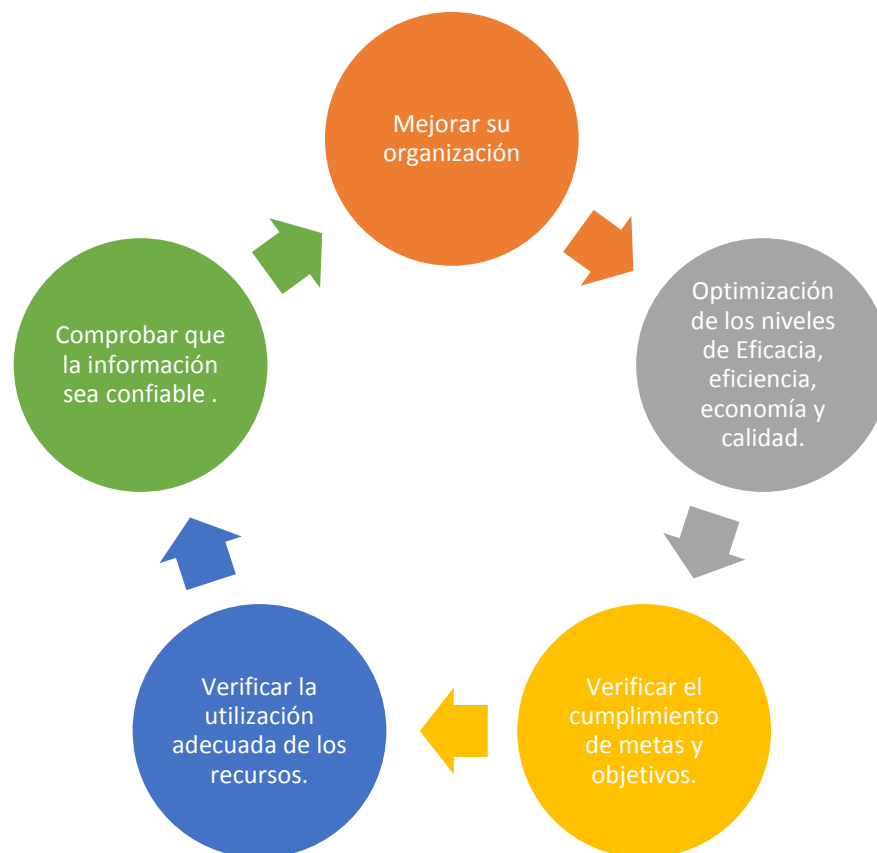 Mejorar su
organización
Optimización
de los niveles
de Eficacia,
eficiencia,
economía y
calidad.
Verificar el
cumplimiento
de metas y
objetivos.
Verificar la
utilización
adecuada de los
recursos.
Comprobar que
la información
sea confiable .